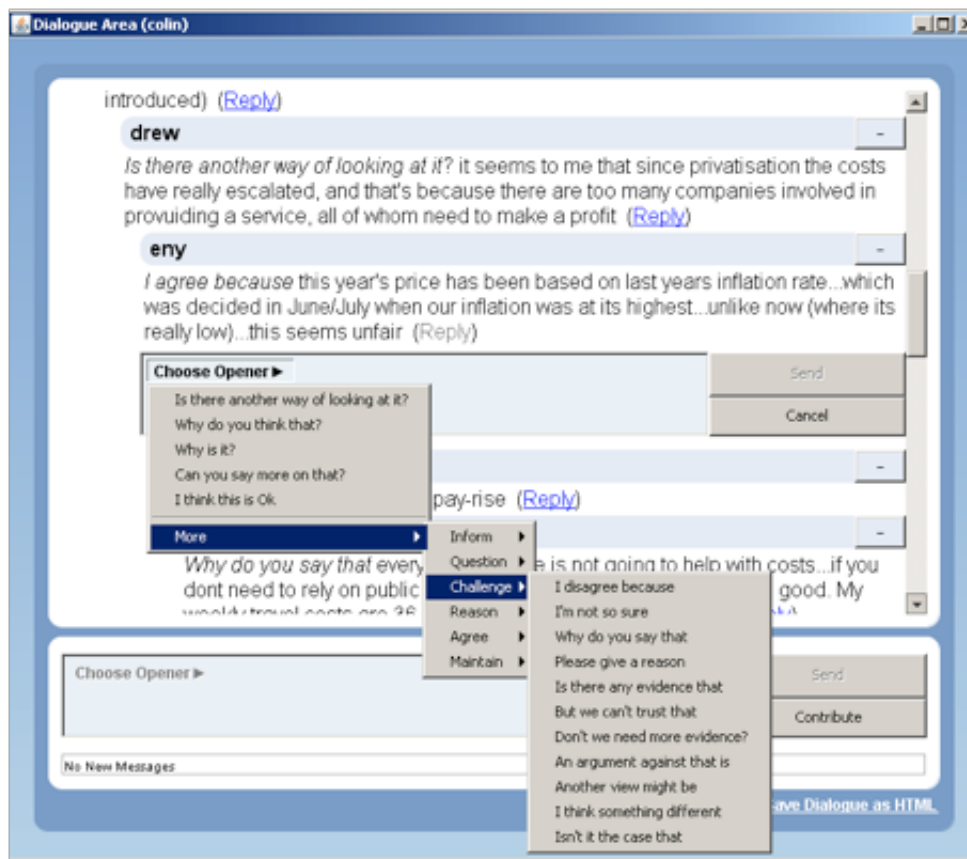 Dialogue Area (colin)
introduced) (Reply)
drew
-
Is there another way of looking at it? it seems to me that since privatisation the costs
have really escalated, and that's because there are too many companies involved in
provuiding a service, all of whom need to make a profit (Reply)
eny
-
I agree because this year's price has been based on last years inflation rate...which
was decided in June/July when our inflation was at its highest...unlike now (where its
really low)...this seems unfair (Reply)
Choose Opener ►
Send
Cancel
Is there another way of looking at it?
Why do you think that?
Why is it?
Can you say more on that?
I think this is Ok
More
-
pay-rise (Reply)
-
Inform
Question
Challenge
Reason
Agree
Maintain
Why do you say that every e is not going to help with costs...if you
dont need to rely on public good. My
I disagree because
I'm not so sure
Why do you say that
Please give a reason
Is there any evidence that
But we can't trust that
Don't we need more evidence?
An argument against that is
Another view might be
I think something different
Isn't it the case that
Choose Opener ►
Send
Contribute
No New Messages
ave Dialogue as HTML